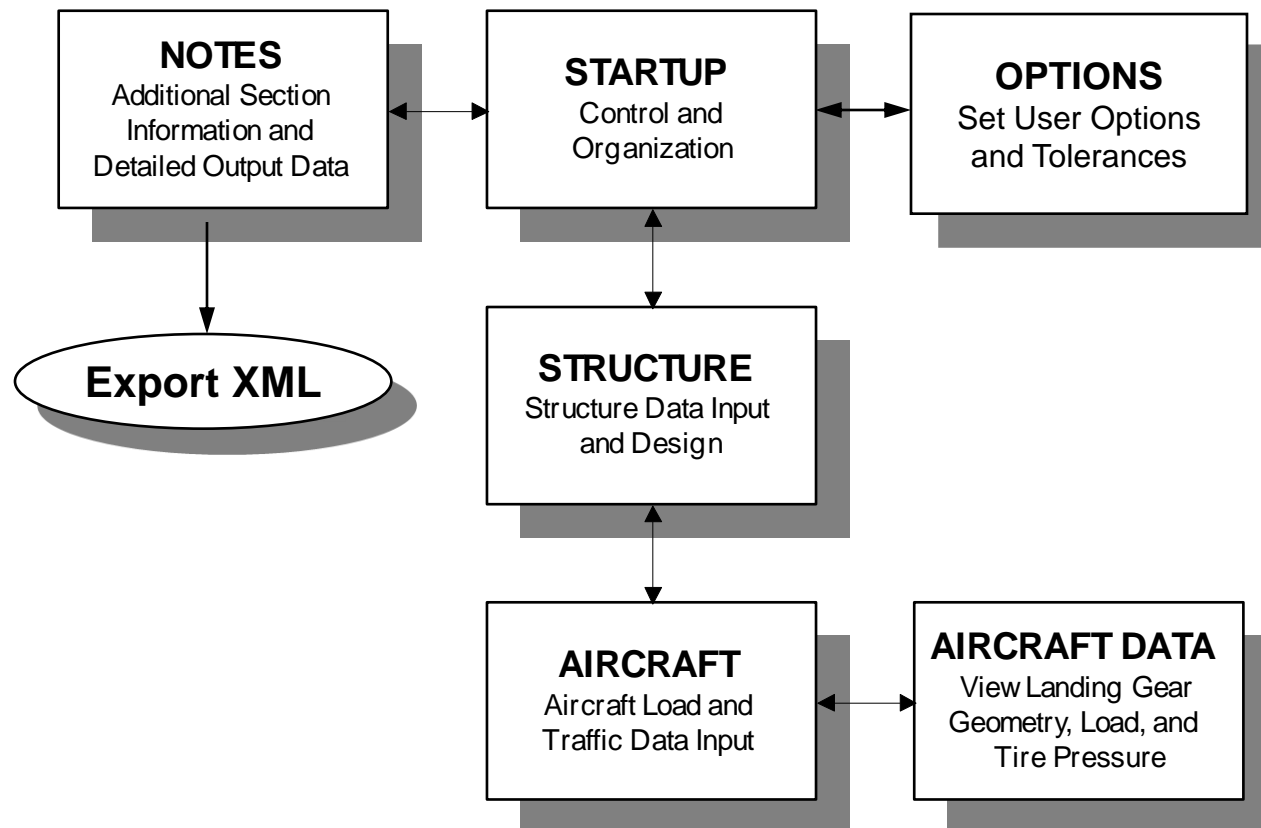 NOTES
Additional Section
Information and
Detailed Output Data
STARTUP
Control and
Organization
OPTIONS
Set User Options
and Tolerances
Export XML
STRUCTURE
Structure Data Input
and Design
AIRCRAFT
Aircraft Load and
Traffic Data Input
AIRCRAFT DATA
View Landing Gear
Geometry, Load, and
Tire Pressure